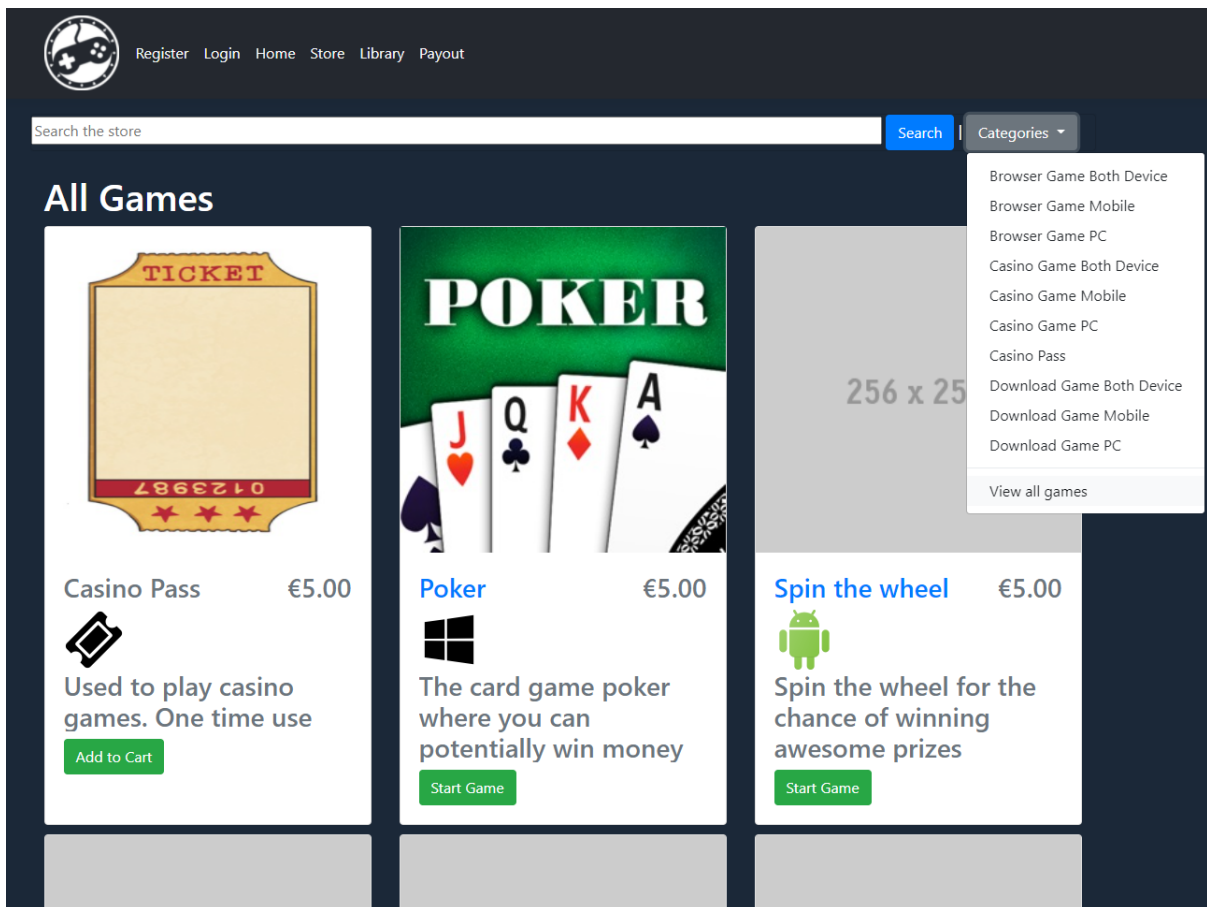 Register Login Home Store Library Payout
Search the store
Search | Categories
Browser Game Both Device
Browser Game Mobile
Browser Game PC
Casino Game Both Device
Casino Game Mobile
Casino Game PC
Casino Pass
Download Game Both Device
Download Game Mobile
Download Game PC
View all games
All Games
TICKET
0123987
POKER
J Q K A
256 x 25
Casino Pass €5.00
Used to play casino
games. One time use
Add to Cart
Poker €5.00
The card game poker
where you can
potentially win money
Start Game
Spin the wheel €5.00
Spin the wheel for the
chance of winning
awesome prizes
Start Game